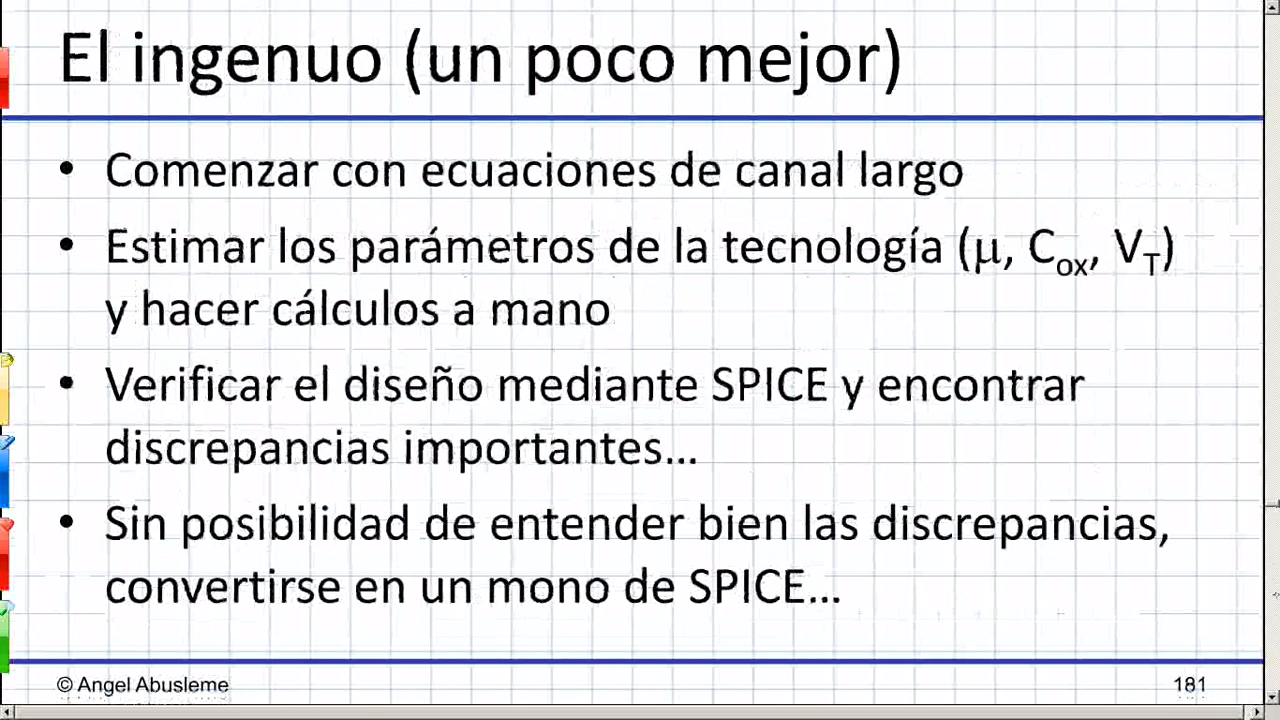 El ingenuo (un poco mejor)
• Comenzar con ecuaciones de canal largo
• Estimar los parámetros de la tecnología (μ, Cox, VT)
y hacer cálculos a mano
• Verificar el diseño mediante SPICE y encontrar
discrepancias importantes...
• Sin posibilidad de entender bien las discrepancias,
convertirse en un mono de SPICE...
© Angel Abusleme
181